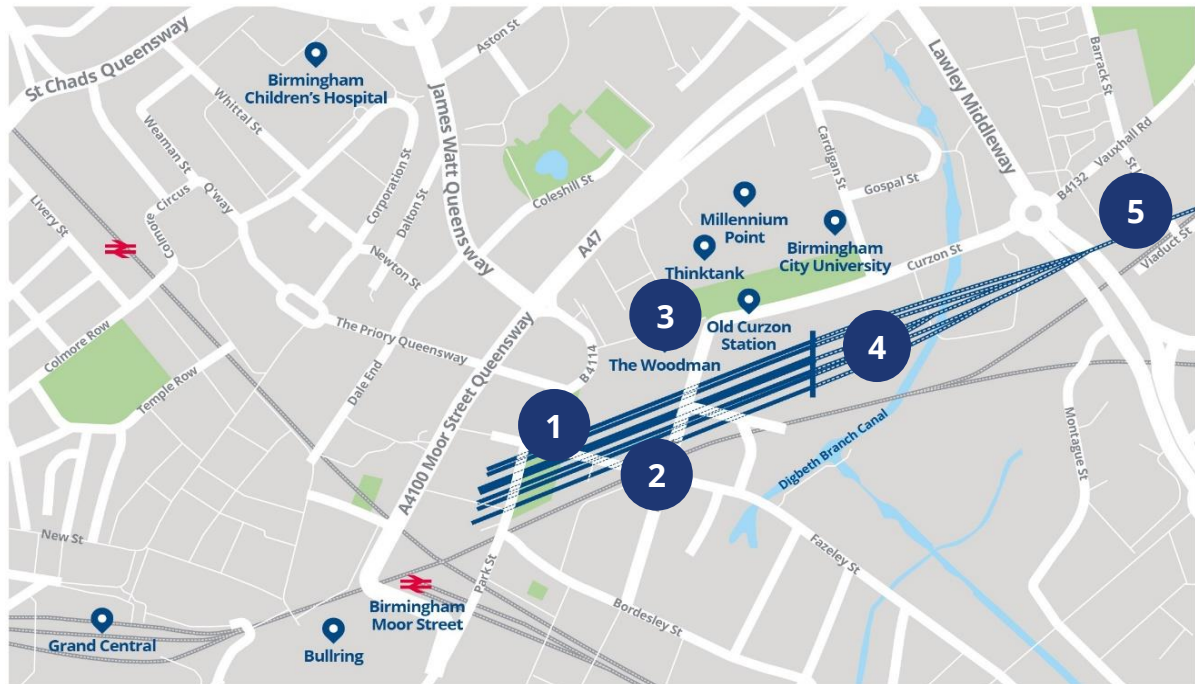 St Chads Queensway
Birmingham
Children's Hospital
Aston St
Whittal St
Weaman St
James Watt Queensway
Corporation St
Dalton St
Livery St
Colmore
Circus
Q'way
Newton St
Coleshill St
A47
Lawley Middleway
Barrack St
Vauxhall Rd
B4132
St
Cardigan St
Gospal St
Millennium
Point
Birmingham
City University
Thinktank
Curzon St
5
Viaduct St
3
Old Curzon
Station
The Woodman
4
Colmore Row
Temple Row
The Priory Queensway
Dale End
B4114
A4100 Moor Street Queensway
1
2
Digbeth Branch Canal
Montague St
Fazeley St
New St
Park St
Bordesley St
Birmingham
Moor Street
Grand Central
Bullring